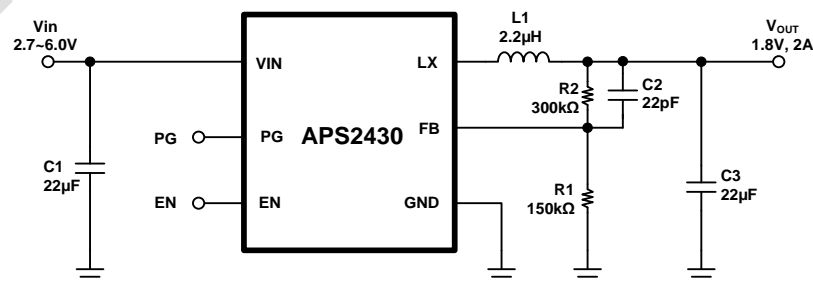 Vin
2.7~6.0V
L1
2.2µH
VOUT
1.8V, 2A
VIN
LX
R2
300kΩ
C2
22pF
PG
PG
APS2430
FB
C1
22µF
EN
EN
GND
R1
150kΩ
C3
22µF